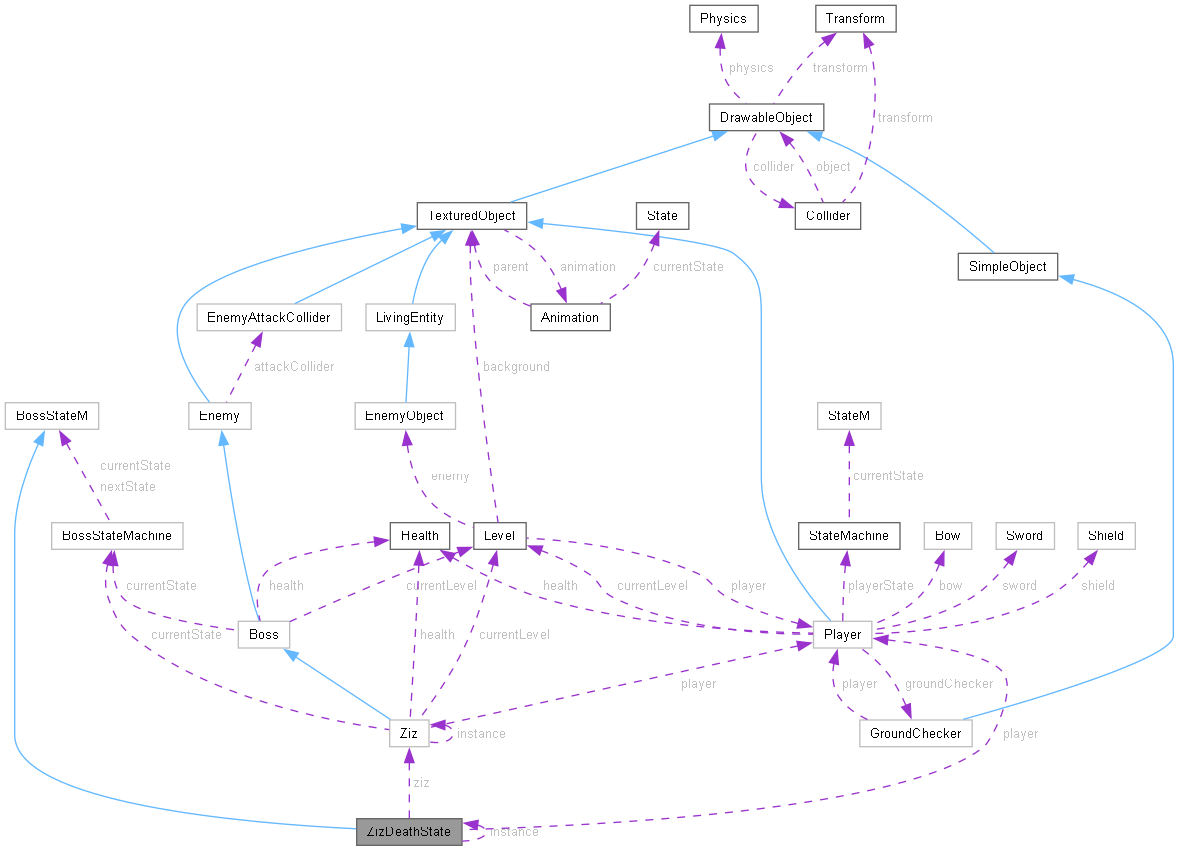 Physics
Transform
physics
transform
DrawableObject
transform
collider
object
TexturedObject
State
Collider
parent
animation
currentState
SimpleObject
EnemyAttackCollider
LivingEntity
Animation
attackCollider
background
BossStateM
Enemy
EnemyObject
StateM
currentState
nextState
enemy
currentState
BossStateMachine
Health
Level
StateMachine
Bow
Sword
Shield
currentState
health
currentLevel
health
currentLevel
player
playerState
bow
sword
shield
currentState
Boss
health
currentLevel
Player
player
player
groundChecker
Ziz
instance
GroundChecker
player
ziz
ZizDeathState
instance